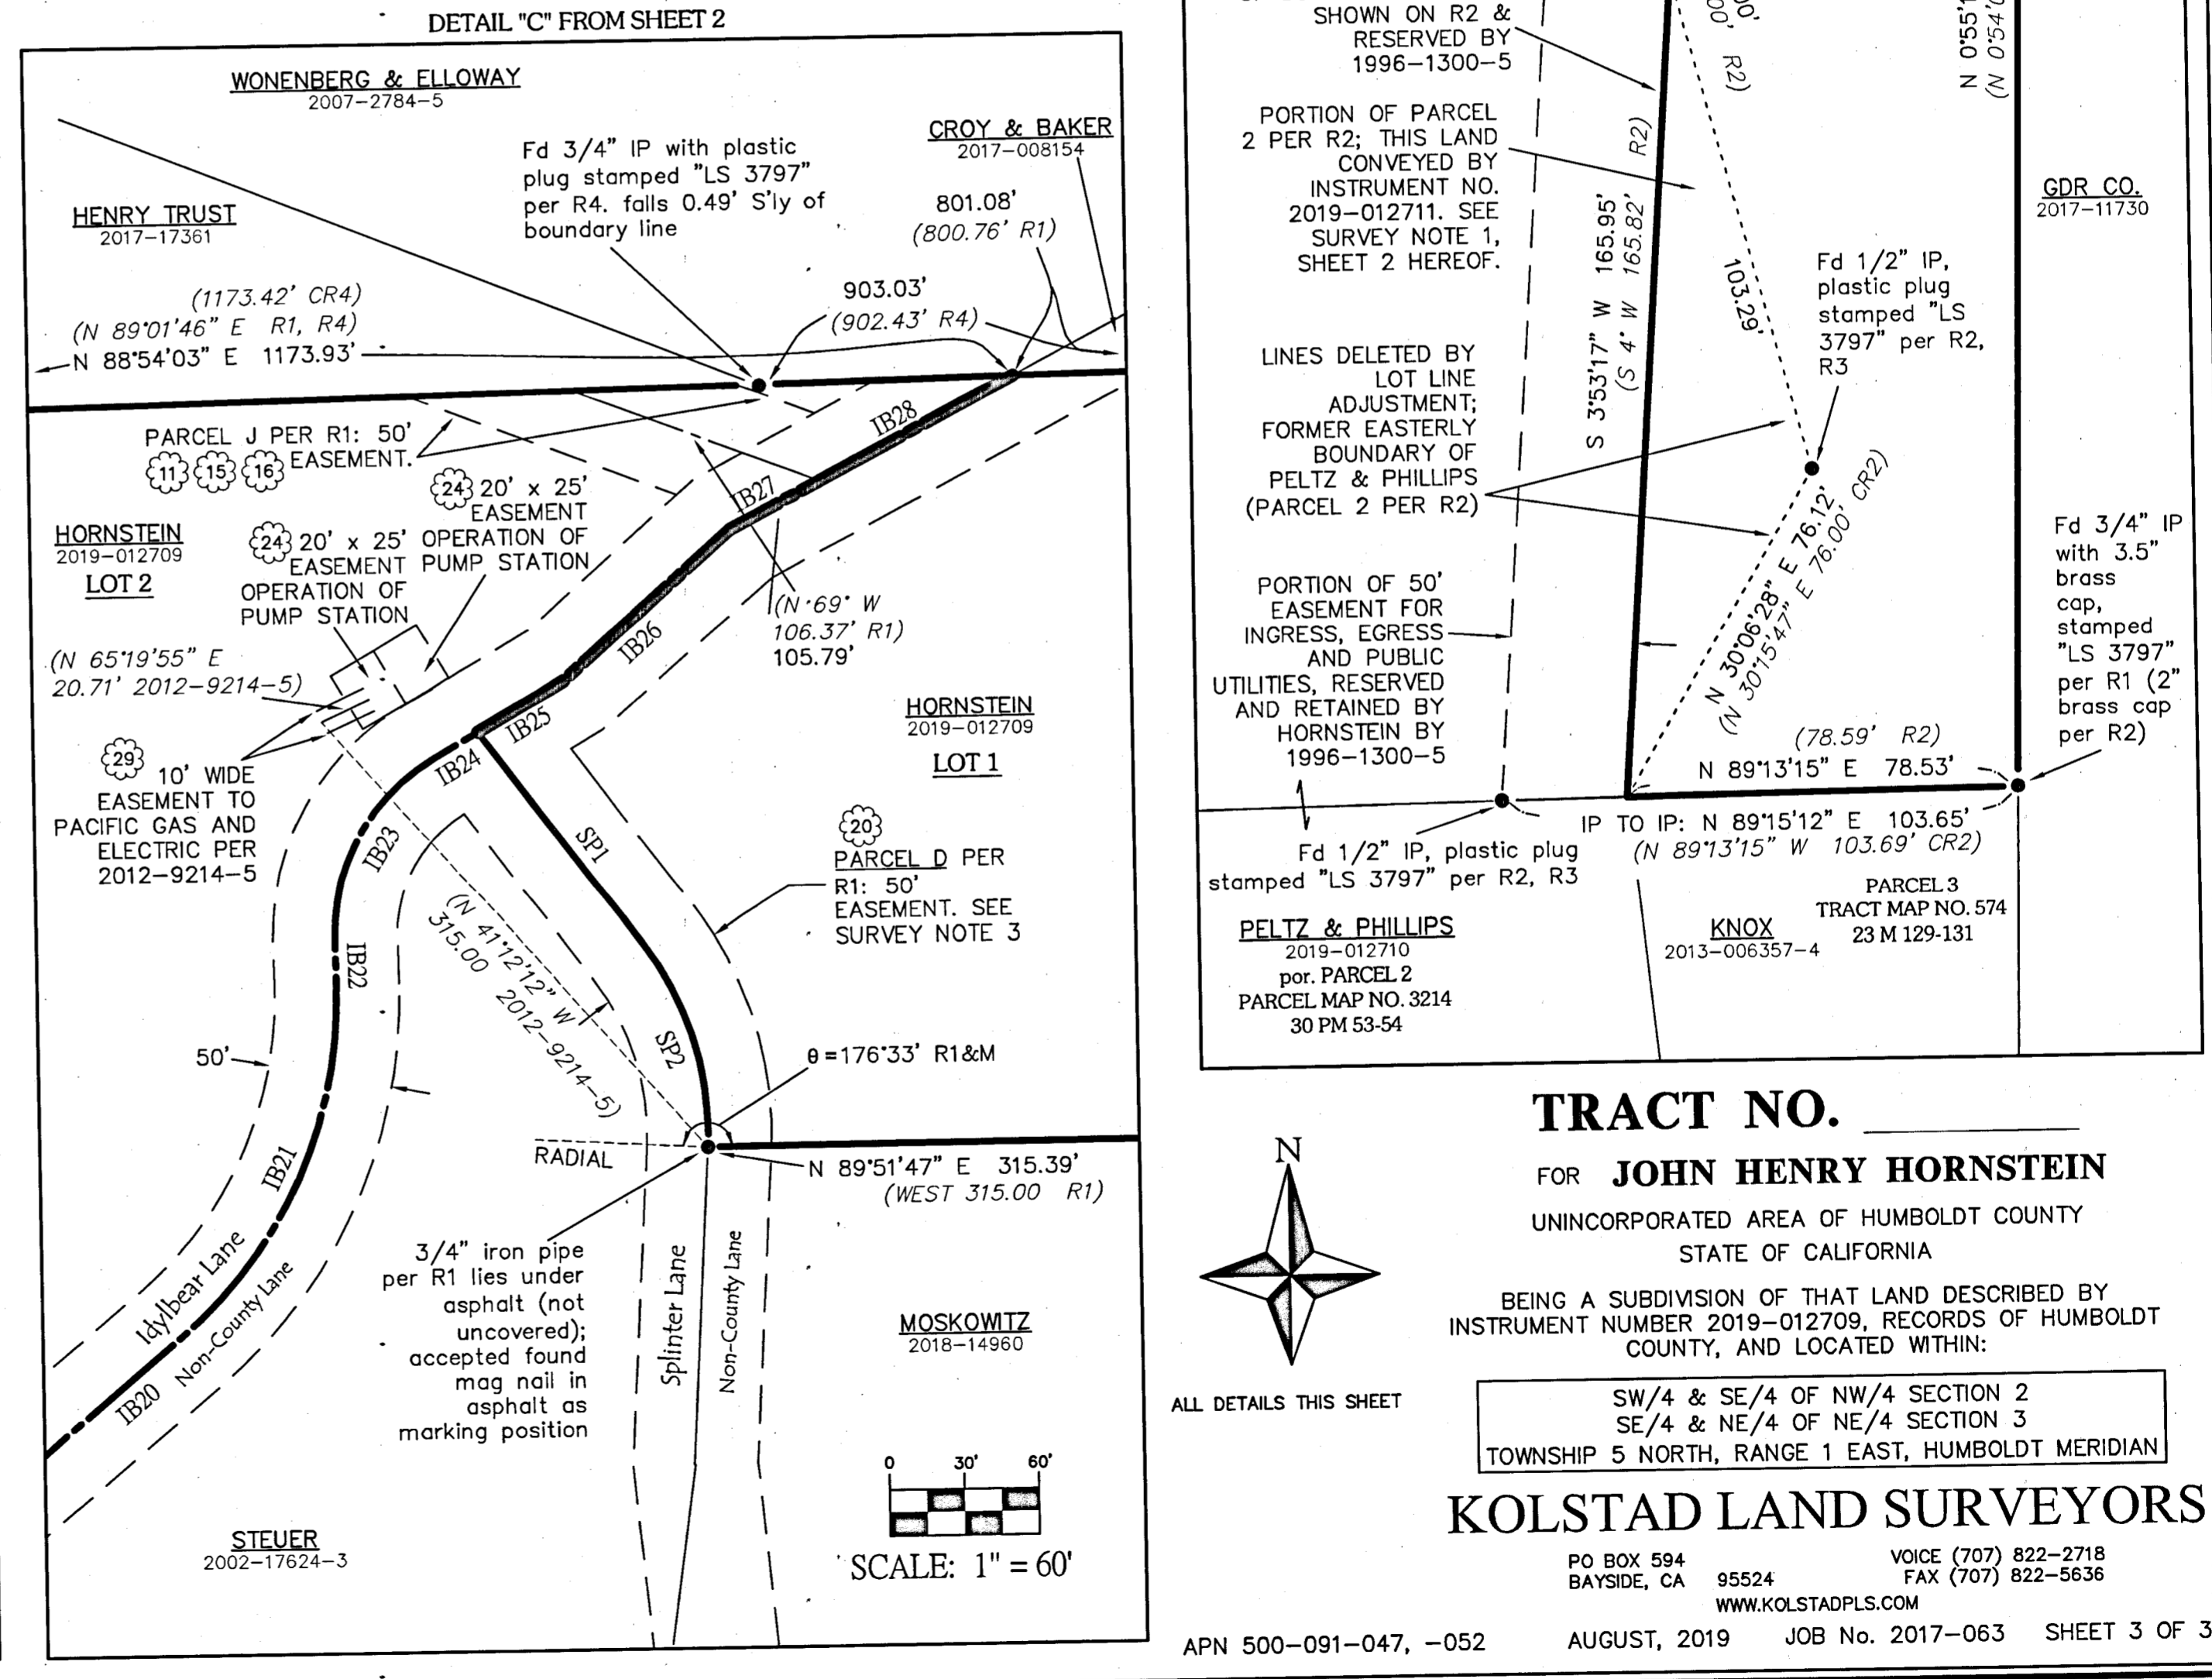 DETAIL "C" FROM SHEET 2
WONENBERG & ELLOWAY
2007-2784-5
CROY & BAKER
2017-008154
Fd 3/4" IP with plastic
plug stamped "LS 3797"
per R4. falls 0.49' S'ly of
boundary line
HENRY TRUST
2017-17361
801.08'
(800.76' R1)
903.03'
(902.43' R4)
(1173.42' CR4)
(N 89°01'46" E R1, R4)
N 88°54'03" E 1173.93'
PARCEL J PER R1: 50'
11 15 16 EASEMENT.
IB28
IB27
24 20' x 25'
EASEMENT
OPERATION OF
PUMP STATION
HORNSTEIN
2019-012709
LOT 2
24 20' x 25'
EASEMENT
OPERATION OF
PUMP STATION
(N 69° W
106.37' R1)
105.79'
IB26
(N 65°19'55" E
20.71' 2012-9214-5)
IB25
IB24
HORNSTEIN
2019-012709
LOT 1
29 10' WIDE
EASEMENT TO
PACIFIC GAS AND
ELECTRIC PER
2012-9214-5
IB23
SP1
20
PARCEL D PER
R1: 50'
EASEMENT. SEE
SURVEY NOTE 3
(N 41°12'12" W
315.00 2012-9214-5)
IB22
SP2
50'
θ=176°33' R1&M
RADIAL
N 89°51'47" E 315.39'
(WEST 315.00 R1)
IB21
Idylbear Lane
Non-County Lane
IB20
3/4" iron pipe
per R1 lies under
asphalt (not
uncovered);
accepted found
mag nail in
asphalt as
marking position
Splinter Lane
Non-County Lane
MOSKOWITZ
2018-14960
STEUER
2002-17624-3
0 30' 60'
SCALE: 1" = 60'
SHOWN ON R2 &
RESERVED BY
1996-1300-5
PORTION OF PARCEL
2 PER R2; THIS LAND
CONVEYED BY
INSTRUMENT NO.
2019-012711. SEE
SURVEY NOTE 1,
SHEET 2 HEREOF.
S 3°53'17" W 165.95'
(S 4° W 165.82' R2)
R2)
103.29'
GDR CO.
2017-11730
Fd 1/2" IP,
plastic plug
stamped "LS
3797" per R2,
R3
LINES DELETED BY
LOT LINE
ADJUSTMENT;
FORMER EASTERLY
BOUNDARY OF
PELTZ & PHILLIPS
(PARCEL 2 PER R2)
N 30°06'28" E 76.12'
(N 30°15'47" E 76.00' CR2)
Fd 3/4" IP
with 3.5"
brass
cap,
stamped
"LS 3797"
per R1 (2"
brass cap
per R2)
PORTION OF 50'
EASEMENT FOR
INGRESS, EGRESS
AND PUBLIC
UTILITIES, RESERVED
AND RETAINED BY
HORNSTEIN BY
1996-1300-5
(78.59' R2)
N 89°13'15" E 78.53'
IP TO IP: N 89°15'12" E 103.65'
(N 89°13'15" W 103.69' CR2)
Fd 1/2" IP, plastic plug
stamped "LS 3797" per R2, R3
PARCEL 3
TRACT MAP NO. 574
23 M 129-131
PELTZ & PHILLIPS
2019-012710
por. PARCEL 2
PARCEL MAP NO. 3214
30 PM 53-54
KNOX
2013-006357-4
TRACT NO.
FOR JOHN HENRY HORNSTEIN
UNINCORPORATED AREA OF HUMBOLDT COUNTY
STATE OF CALIFORNIA
BEING A SUBDIVISION OF THAT LAND DESCRIBED BY
INSTRUMENT NUMBER 2019-012709, RECORDS OF HUMBOLDT
COUNTY, AND LOCATED WITHIN:
N
ALL DETAILS THIS SHEET
SW/4 & SE/4 OF NW/4 SECTION 2
SE/4 & NE/4 OF NE/4 SECTION 3
TOWNSHIP 5 NORTH, RANGE 1 EAST, HUMBOLDT MERIDIAN
KOLSTAD LAND SURVEYORS
PO BOX 594
BAYSIDE, CA 95524
VOICE (707) 822-2718
FAX (707) 822-5636
WWW.KOLSTADPLS.COM
APN 500-091-047, -052 AUGUST, 2019 JOB No. 2017-063 SHEET 3 OF 3